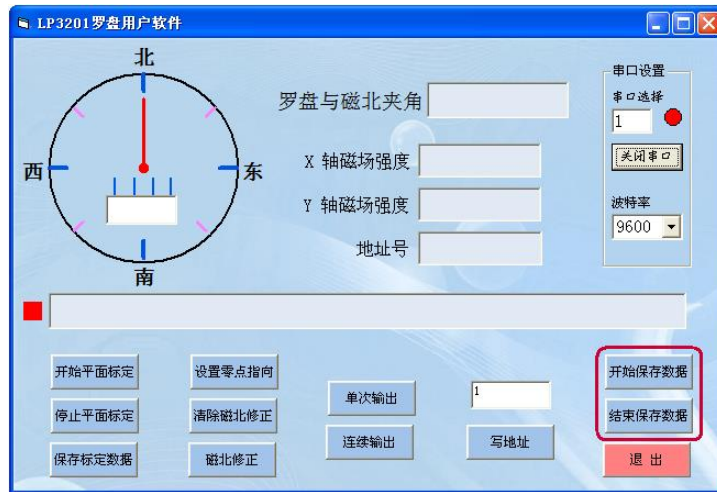 LP3201罗盘用户软件
北
西
东
南
罗盘与磁北夹角
X 轴磁场强度
Y 轴磁场强度
地址号
串口设置
串口选择
1
关闭串口
波特率
9600
开始平面标定
设置零点指向
单次输出
1
开始保存数据
停止平面标定
清除磁北修正
结束保存数据
保存标定数据
磁北修正
连续输出
写地址
退 出